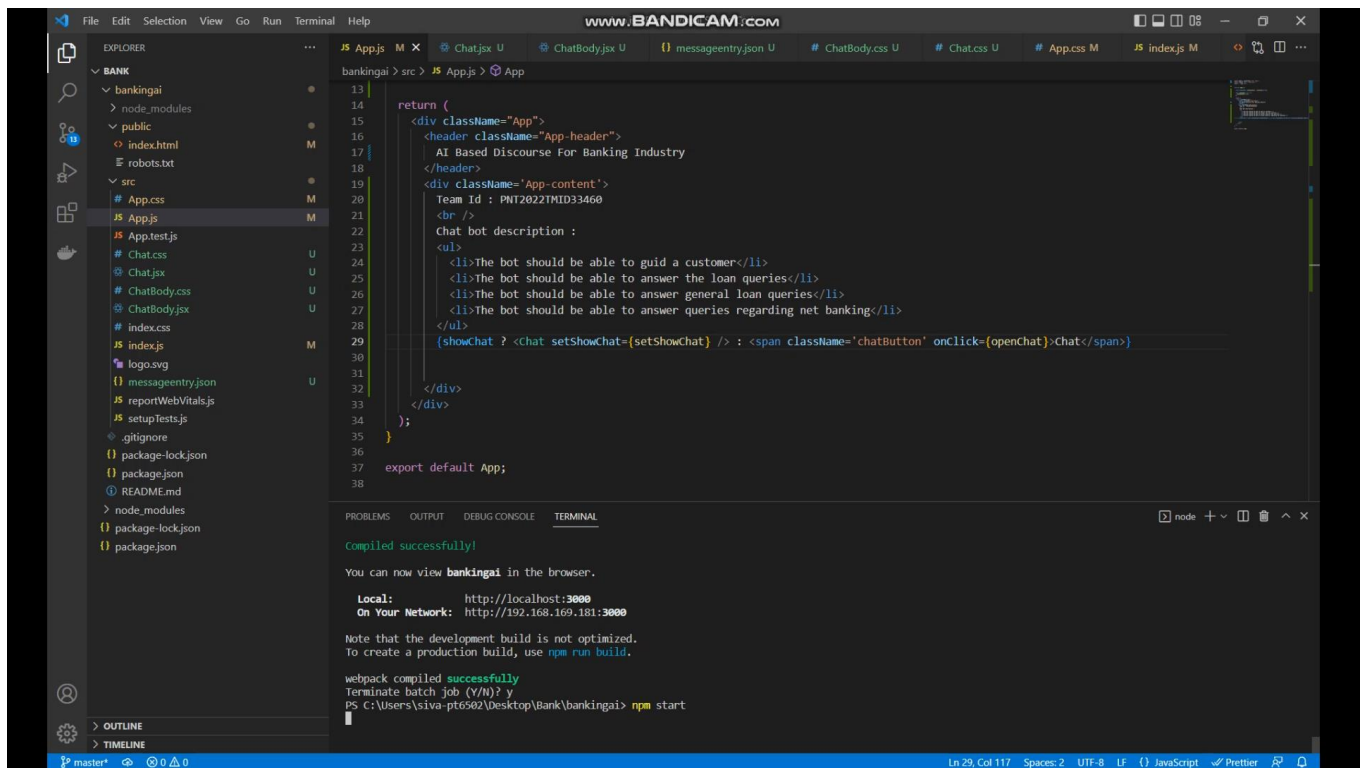 File Edit Selection View Go Run Terminal Help
www.BANDICAM.com
EXPLORER
BANK
bankingai
node_modules
public
index.html M
robots.txt
src
App.css M
App.js M
App.test.js
Chat.css U
Chat.jsx U
ChatBody.css U
ChatBody.jsx U
index.css
index.js M
logo.svg
messageentry.json U
reportWebVitals.js
setupTests.js
.gitignore
package-lock.json
package.json
README.md
node_modules
package-lock.json
package.json
OUTLINE
TIMELINE
13
JS App.js M Chat.jsx U ChatBody.jsx U {} messageentry.json U # ChatBody.css U # Chat.css U # App.css M JS index.js M
bankingai > src > JS App.js > App
13
14 return (
15 <div className="App">
16 <header className="App-header">
17 AI Based Discourse For Banking Industry
18 </header>
19 <div className='App-content'>
20 Team Id : PNT2022TMID33460
21 <br />
22 Chat bot description :
23 <ul>
24 <li>The bot should be able to guid a customer</li>
25 <li>The bot should be able to answer the loan queries</li>
26 <li>The bot should be able to answer general loan queries</li>
27 <li>The bot should be able to answer queries regarding net banking</li>
28 </ul>
29 {showChat ? <Chat setShowChat={setShowChat} /> : <span className='chatButton' onClick={openChat}>Chat</span>}
30
31
32 </div>
33 </div>
34 );
35 }
36
37 export default App;
38
PROBLEMS OUTPUT DEBUG CONSOLE TERMINAL
node
Compiled successfully!
You can now view bankingai in the browser.
Local: http://localhost:3000
On Your Network: http://192.168.169.181:3000
Note that the development build is not optimized.
To create a production build, use npm run build.
webpack compiled successfully
Terminate batch job (Y/N)? y
PS C:\Users\siva-pt6502\Desktop\Bank\bankingai> npm start
master* 0 0 Ln 29, Col 117 Spaces: 2 UTF-8 LF {} JavaScript Prettier